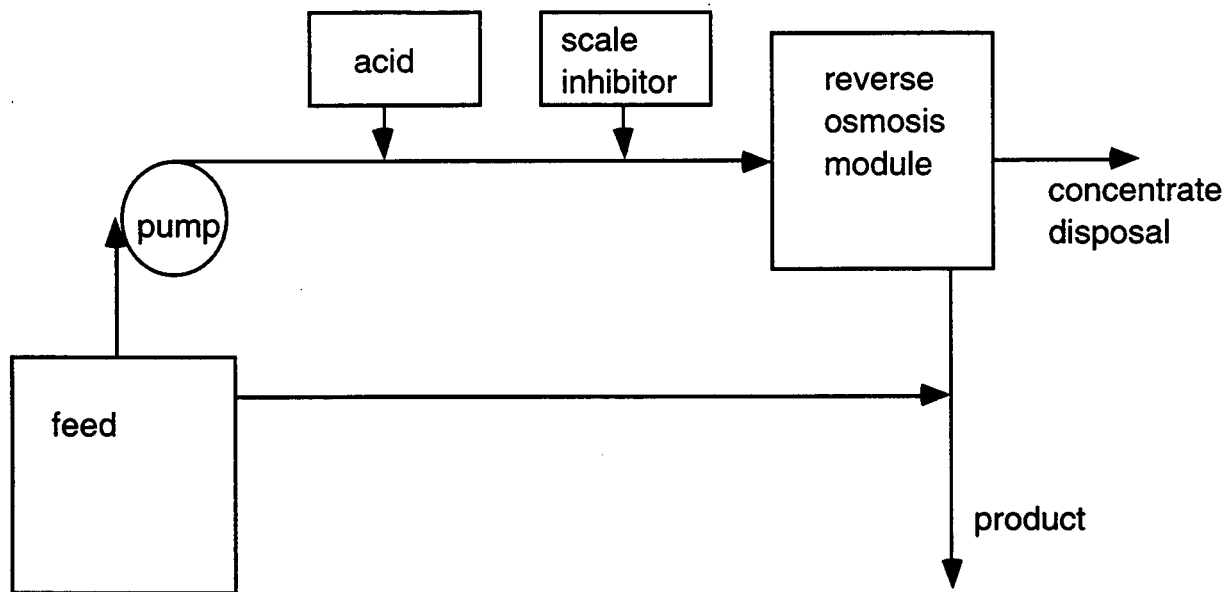 acid
scale
inhibitor
reverse
osmosis
module
concentrate
disposal
pump
feed
product